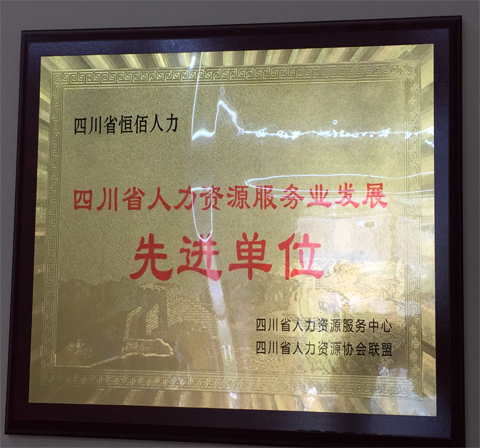 四川省恒佰人力
四川省人力资源服务业发展
先进单位
四川省人力资源服务中心
四川省人力资源协会联盟